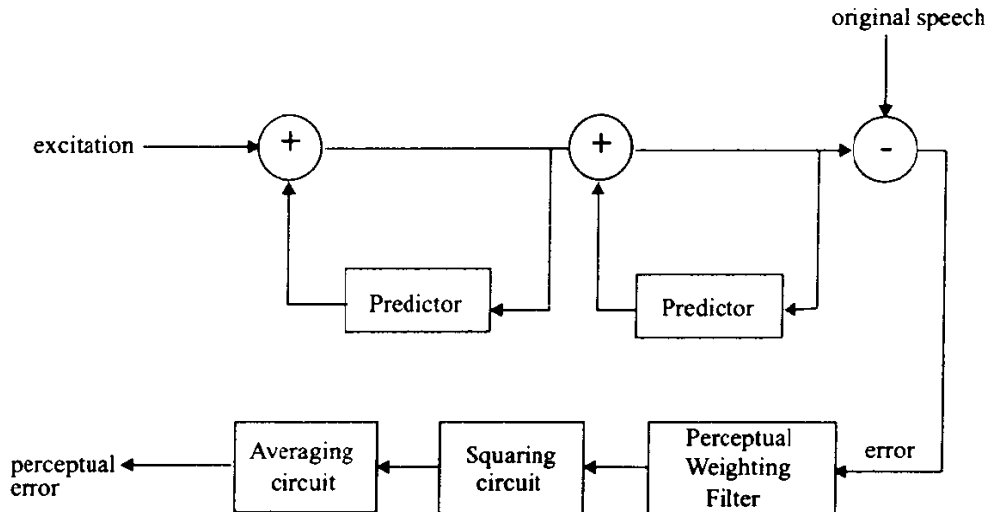 original speech
excitation
+
+
-
Predictor
Predictor
perceptual
error
Averaging
circuit
Squaring
circuit
Perceptual
Weighting
Filter
error